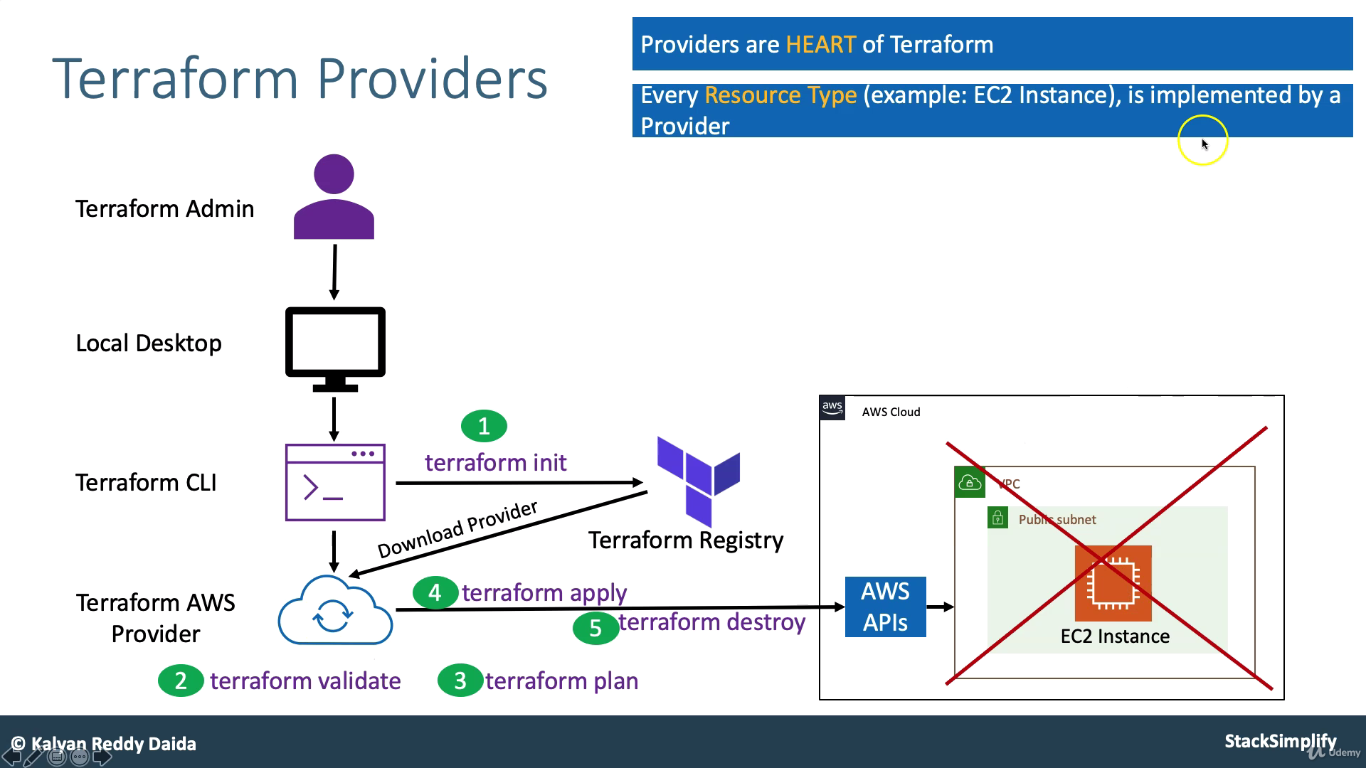 Terraform Providers
Providers are HEART of Terraform
Every Resource Type (example: EC2 Instance), is implemented by a
Provider
Terraform Admin
Local Desktop
Terraform CLI
1
terraform init
Download Provider
Terraform Registry
Terraform AWS
Provider
4 terraform apply
5 terraform destroy
2 terraform validate
3 terraform plan
aws
AWS Cloud
VPC
Public subnet
EC2 Instance
AWS
APIs
© Kalyan Reddy Daida
StackSimplify
Udemy